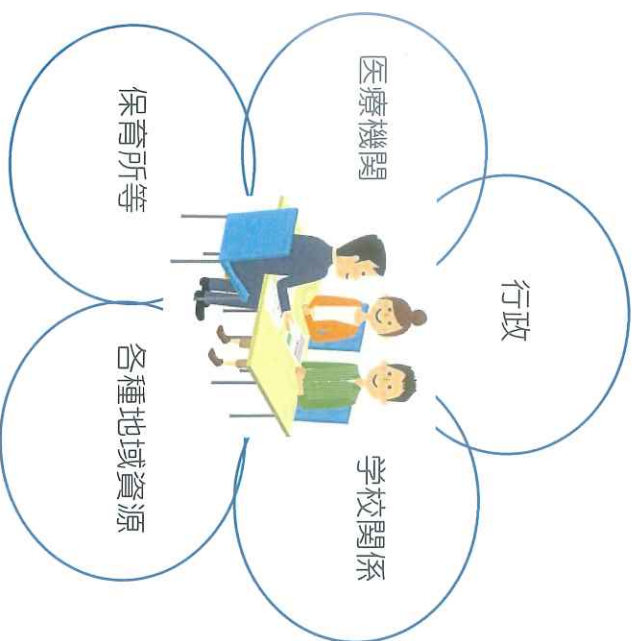 行政
医療機関
学校関係
保育所等
各種地域資源